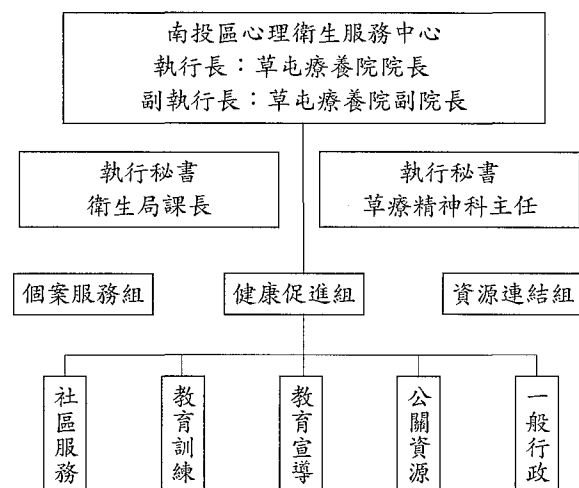 南投區心理衛生服務中心
執行長：草屯療養院院長
副執行長：草屯療養院副院長
執行秘書
衛生局課長
執行秘書
草療精神科主任
個案服務組
健康促進組
資源連結組
社區服務
教育訓練
教育宣導
公關資源
一般行政